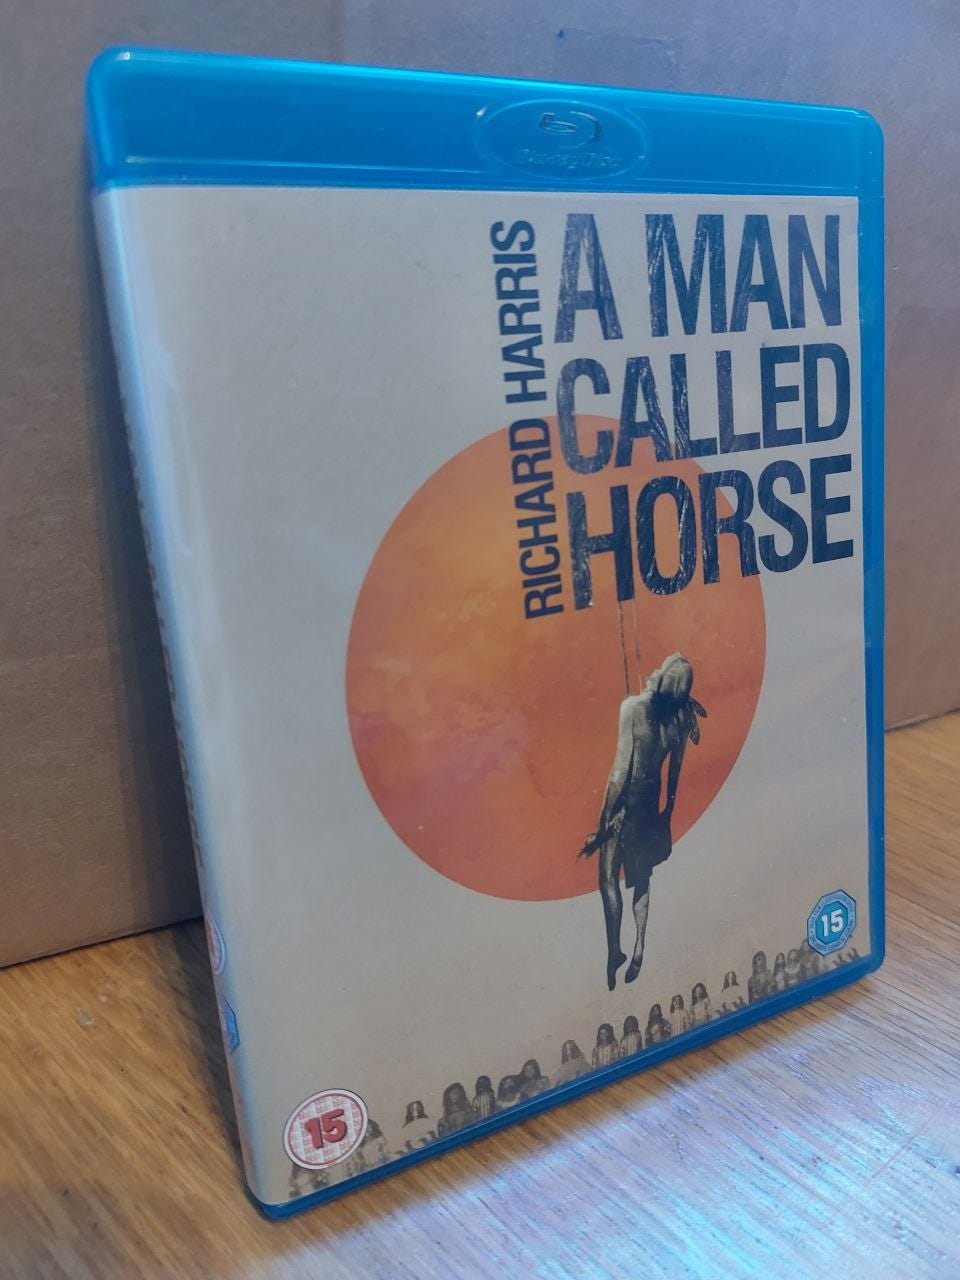 Blu-ray Disc
RICHARD HARRIS
A MAN
CALLED
HORSE
15
15